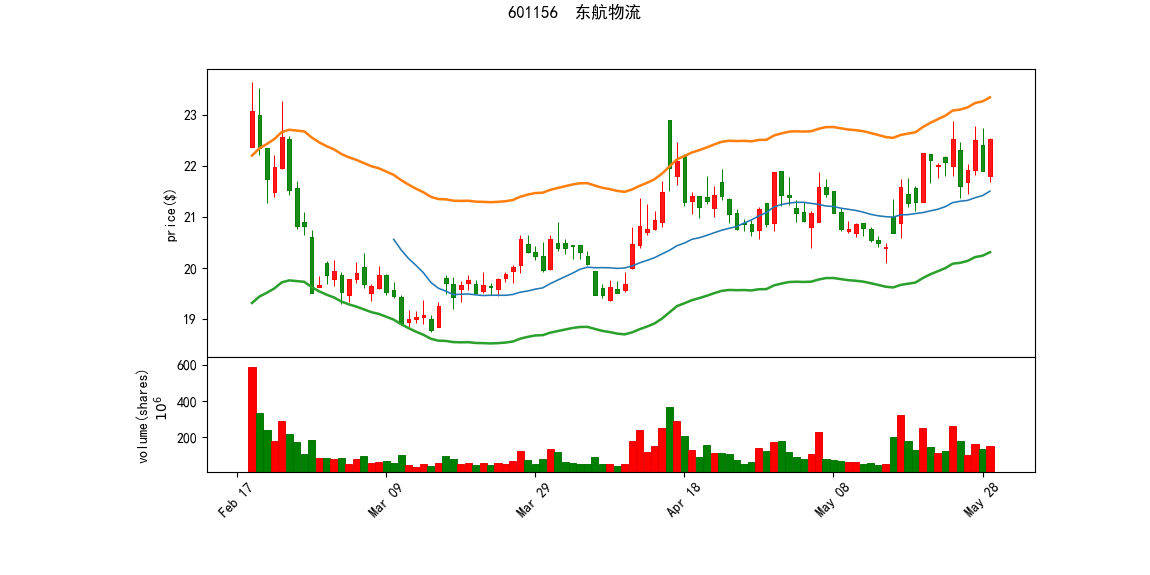 601156 东航物流
price($)
23
22
21
20
19
volume(shares)
10^6
600
400
200
Feb 17
Mar 09
Mar 29
Apr 18
May 08
May 28